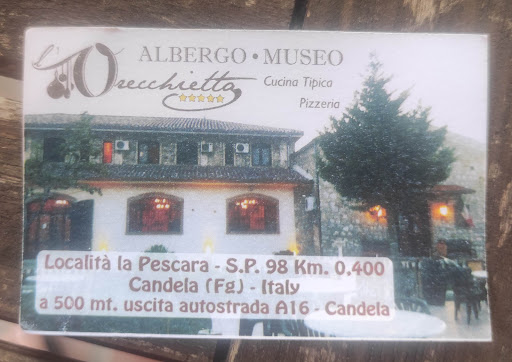 L'Orecchietta
ALBERGO • MUSEO
Cucina Tipica
Pizzeria
Località la Pescara - S.P. 98 Km. 0.400
Candela (Fg) - Italy
a 500 mt. uscita autostrada A16 - Candela